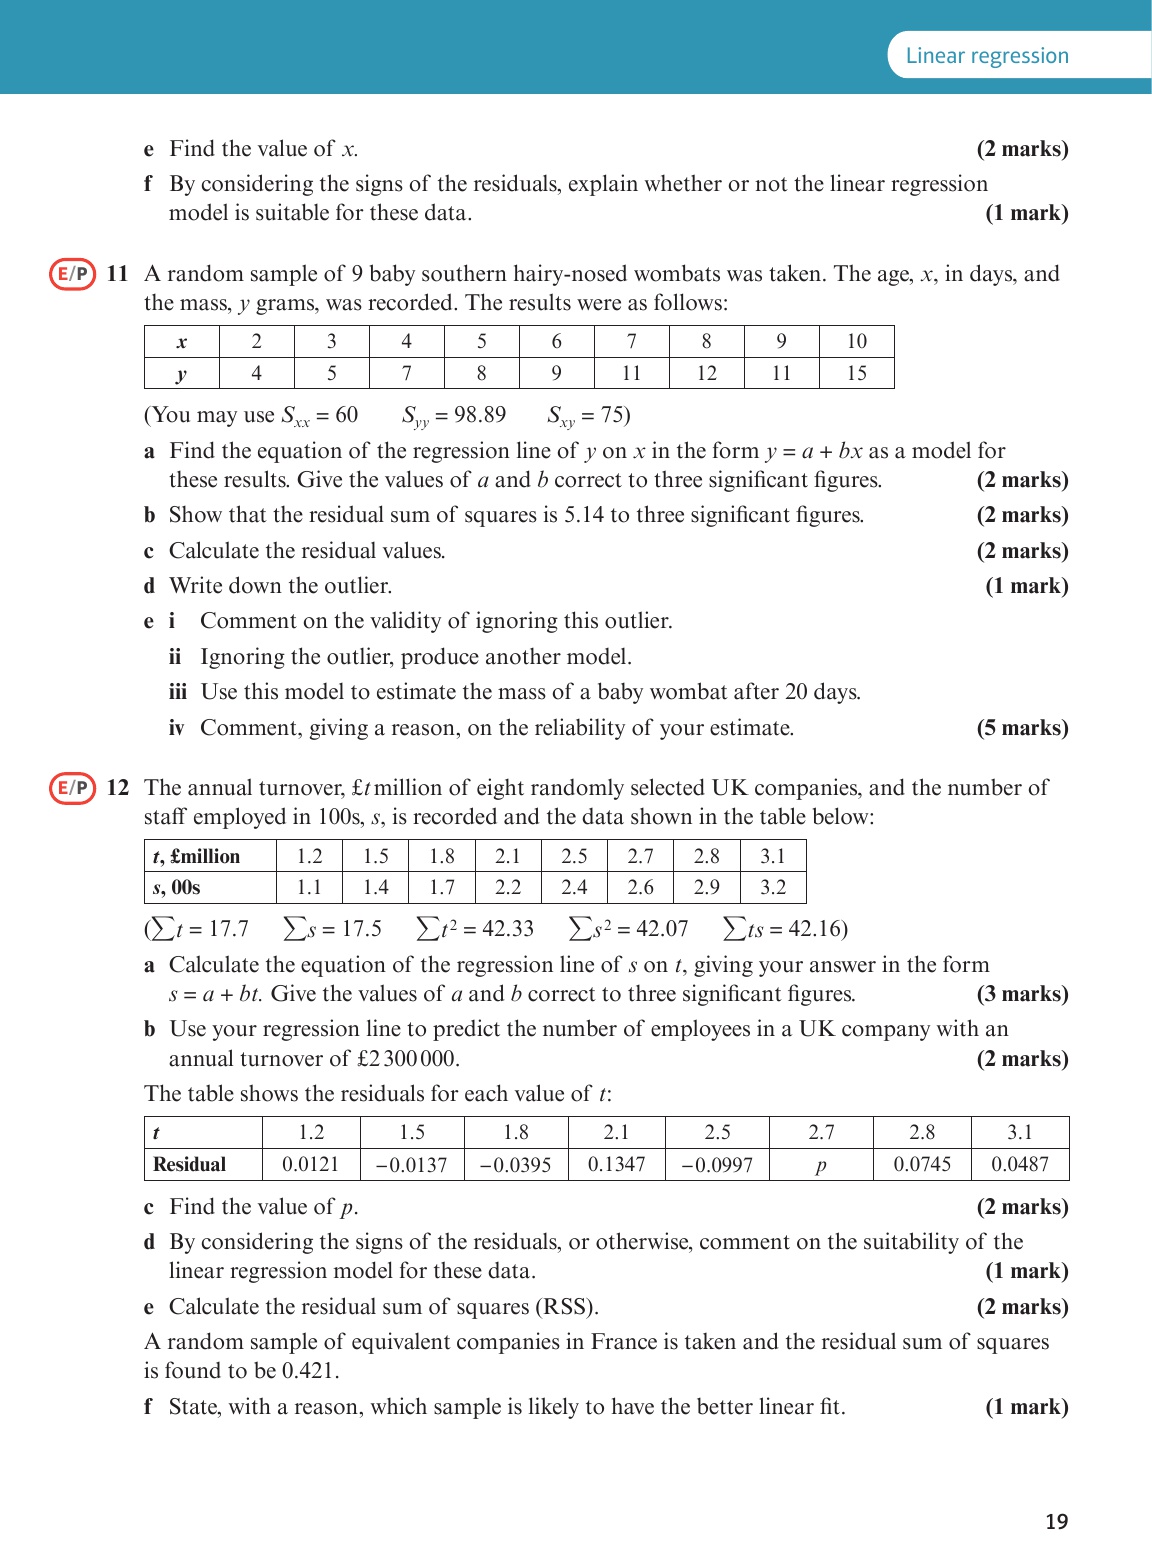 Linear regression
e Find the value of x. (2 marks)
f By considering the signs of the residuals, explain whether or not the linear regression
model is suitable for these data. (1 mark)
E/P 11 A random sample of 9 baby southern hairy-nosed wombats was taken. The age, x, in days, and
the mass, y grams, was recorded. The results were as follows:
x 2 3 4 5 6 7 8 9 10
y 4 5 7 8 9 11 12 11 15
(You may use Sxx = 60 Syy = 98.89 Sxy = 75)
a Find the equation of the regression line of y on x in the form y = a + bx as a model for
these results. Give the values of a and b correct to three significant figures. (2 marks)
b Show that the residual sum of squares is 5.14 to three significant figures. (2 marks)
c Calculate the residual values. (2 marks)
d Write down the outlier. (1 mark)
e i Comment on the validity of ignoring this outlier.
ii Ignoring the outlier, produce another model.
iii Use this model to estimate the mass of a baby wombat after 20 days.
iv Comment, giving a reason, on the reliability of your estimate. (5 marks)
E/P 12 The annual turnover, £t million of eight randomly selected UK companies, and the number of
staff employed in 100s, s, is recorded and the data shown in the table below:
t, £million 1.2 1.5 1.8 2.1 2.5 2.7 2.8 3.1
s, 00s 1.1 1.4 1.7 2.2 2.4 2.6 2.9 3.2
(∑t = 17.7 ∑s = 17.5 ∑t² = 42.33 ∑s² = 42.07 ∑ts = 42.16)
a Calculate the equation of the regression line of s on t, giving your answer in the form
s = a + bt. Give the values of a and b correct to three significant figures. (3 marks)
b Use your regression line to predict the number of employees in a UK company with an
annual turnover of £2 300 000. (2 marks)
The table shows the residuals for each value of t:
t 1.2 1.5 1.8 2.1 2.5 2.7 2.8 3.1
Residual 0.0121 −0.0137 −0.0395 0.1347 −0.0997 p 0.0745 0.0487
c Find the value of p. (2 marks)
d By considering the signs of the residuals, or otherwise, comment on the suitability of the
linear regression model for these data. (1 mark)
e Calculate the residual sum of squares (RSS). (2 marks)
A random sample of equivalent companies in France is taken and the residual sum of squares
is found to be 0.421.
f State, with a reason, which sample is likely to have the better linear fit. (1 mark)
19